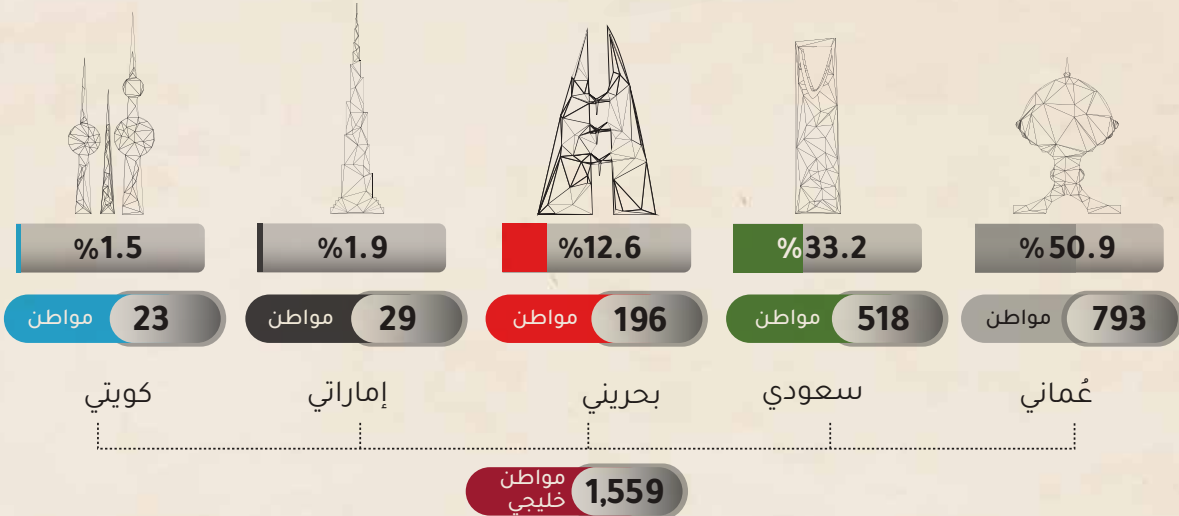 %50.9
%33.2
%12.6
%1.9
%1.5
793 مواطن
518 مواطن
196 مواطن
29 مواطن
23 مواطن
عُماني
سعودي
بحريني
إماراتي
كويتي
1,559 مواطن
خليجي